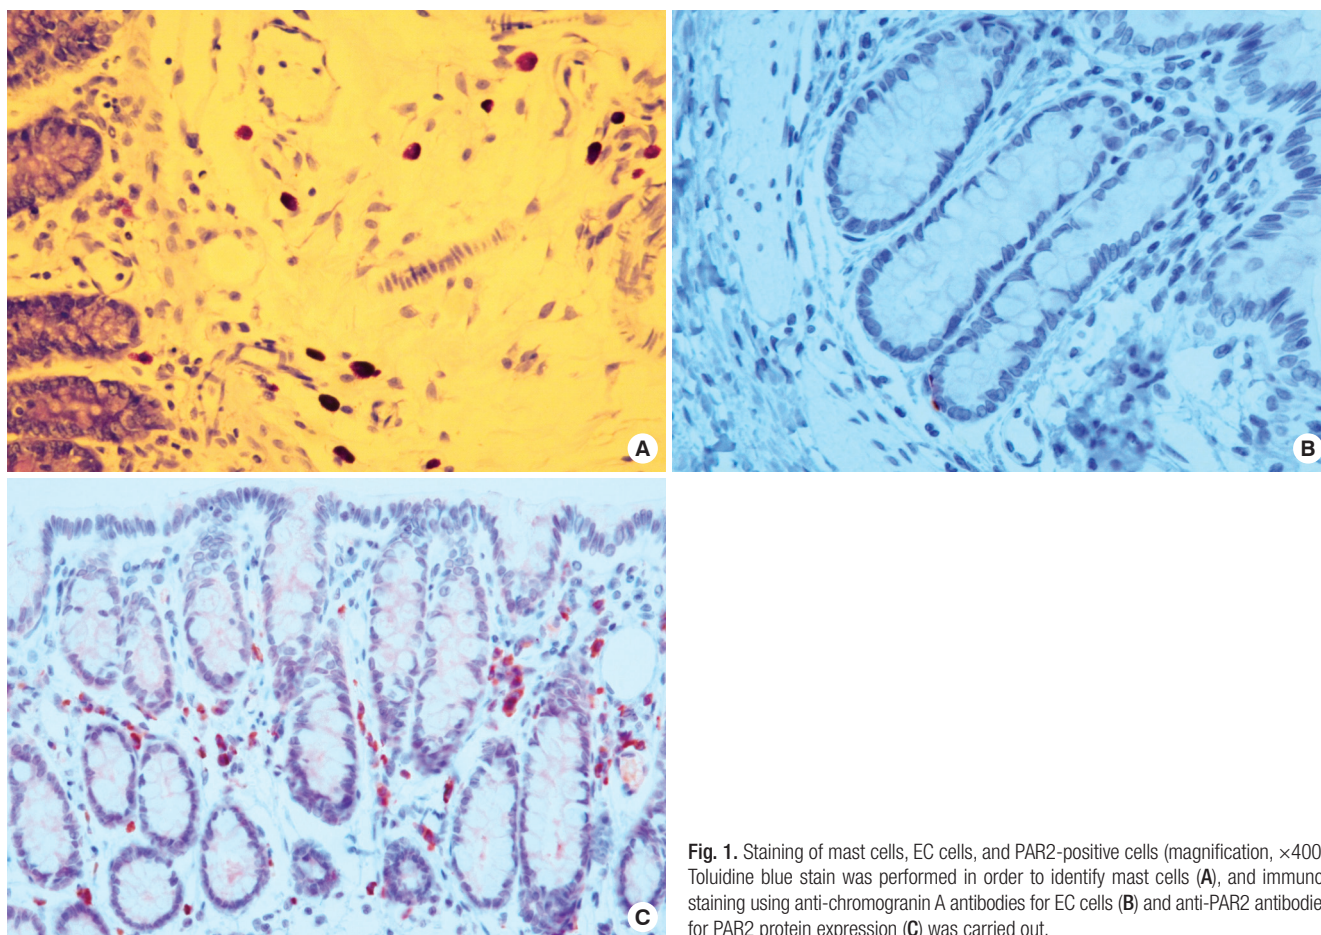 A
B
C
Fig. 1. Staining of mast cells, EC cells, and PAR2-positive cells (magnification, ×400
Toluidine blue stain was performed in order to identify mast cells (A), and immuno
staining using anti-chromogranin A antibodies for EC cells (B) and anti-PAR2 antibodie
for PAR2 protein expression (C) was carried out.